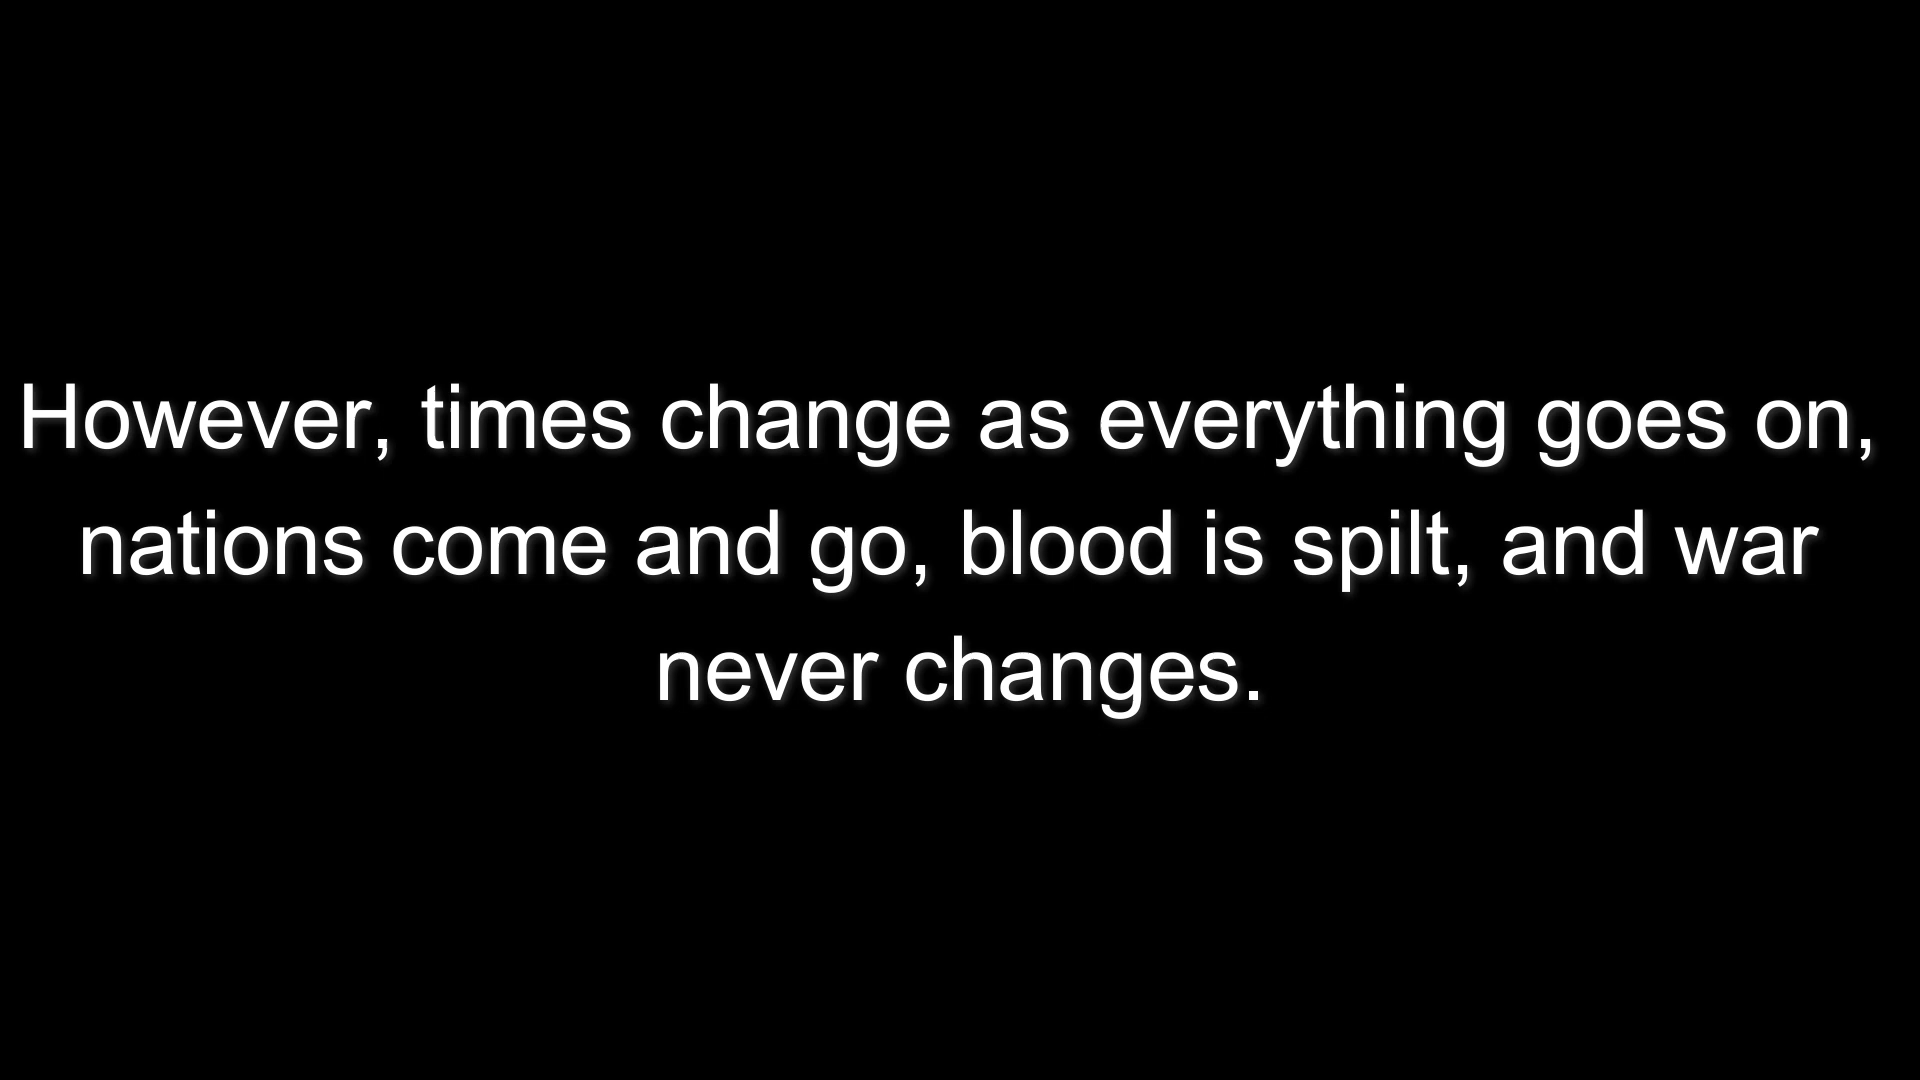 However, times change as everything goes on,
nations come and go, blood is spilt, and war
never changes.